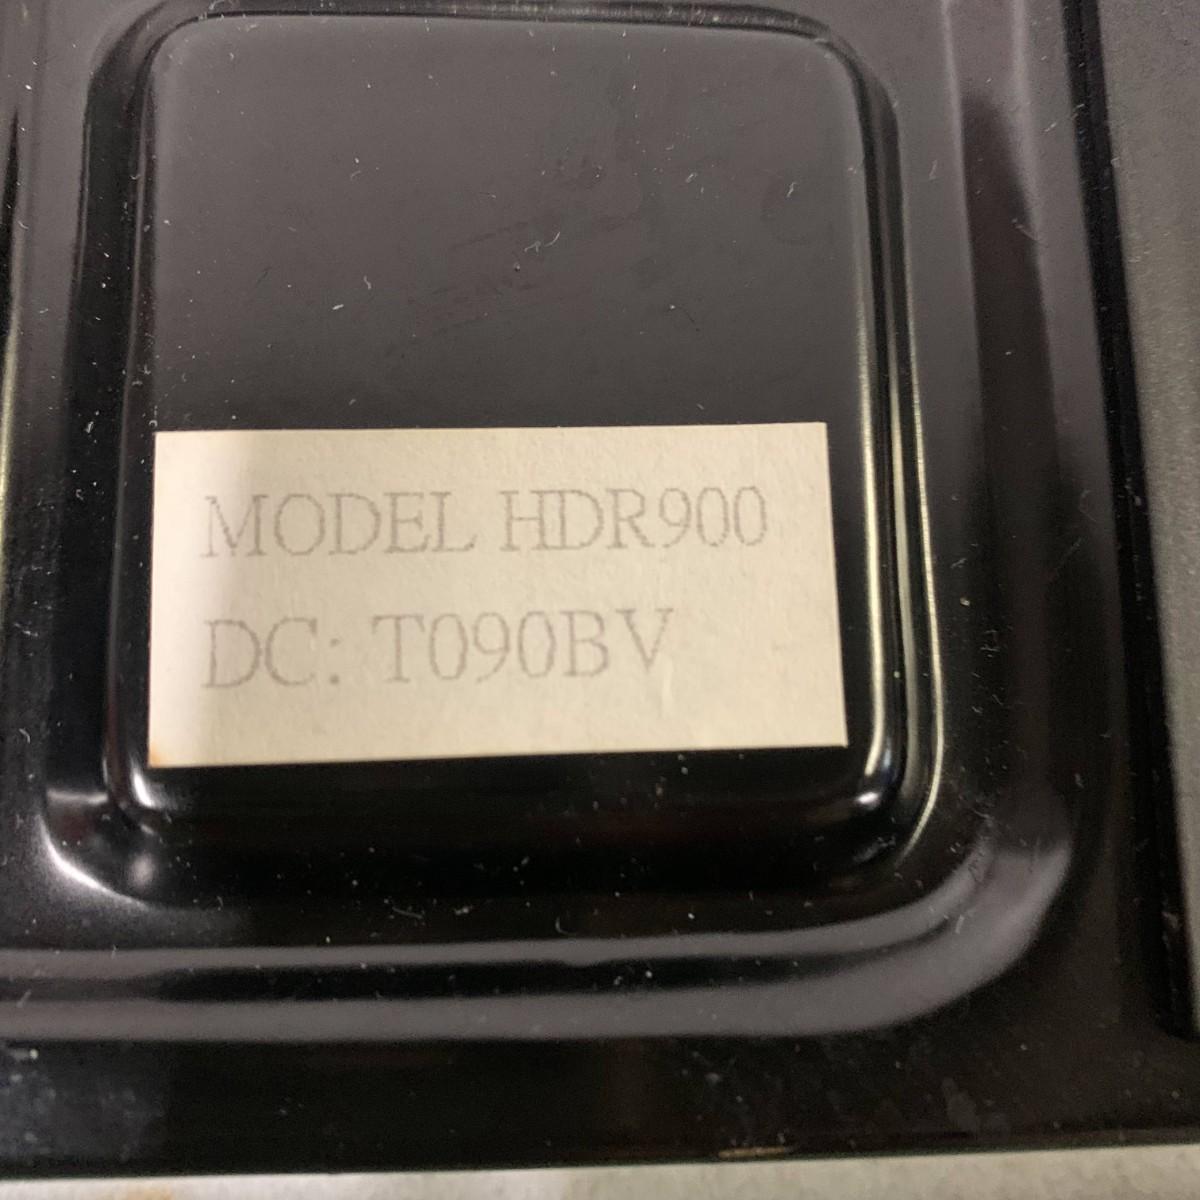 MODEL HDR900
DC: T090BV